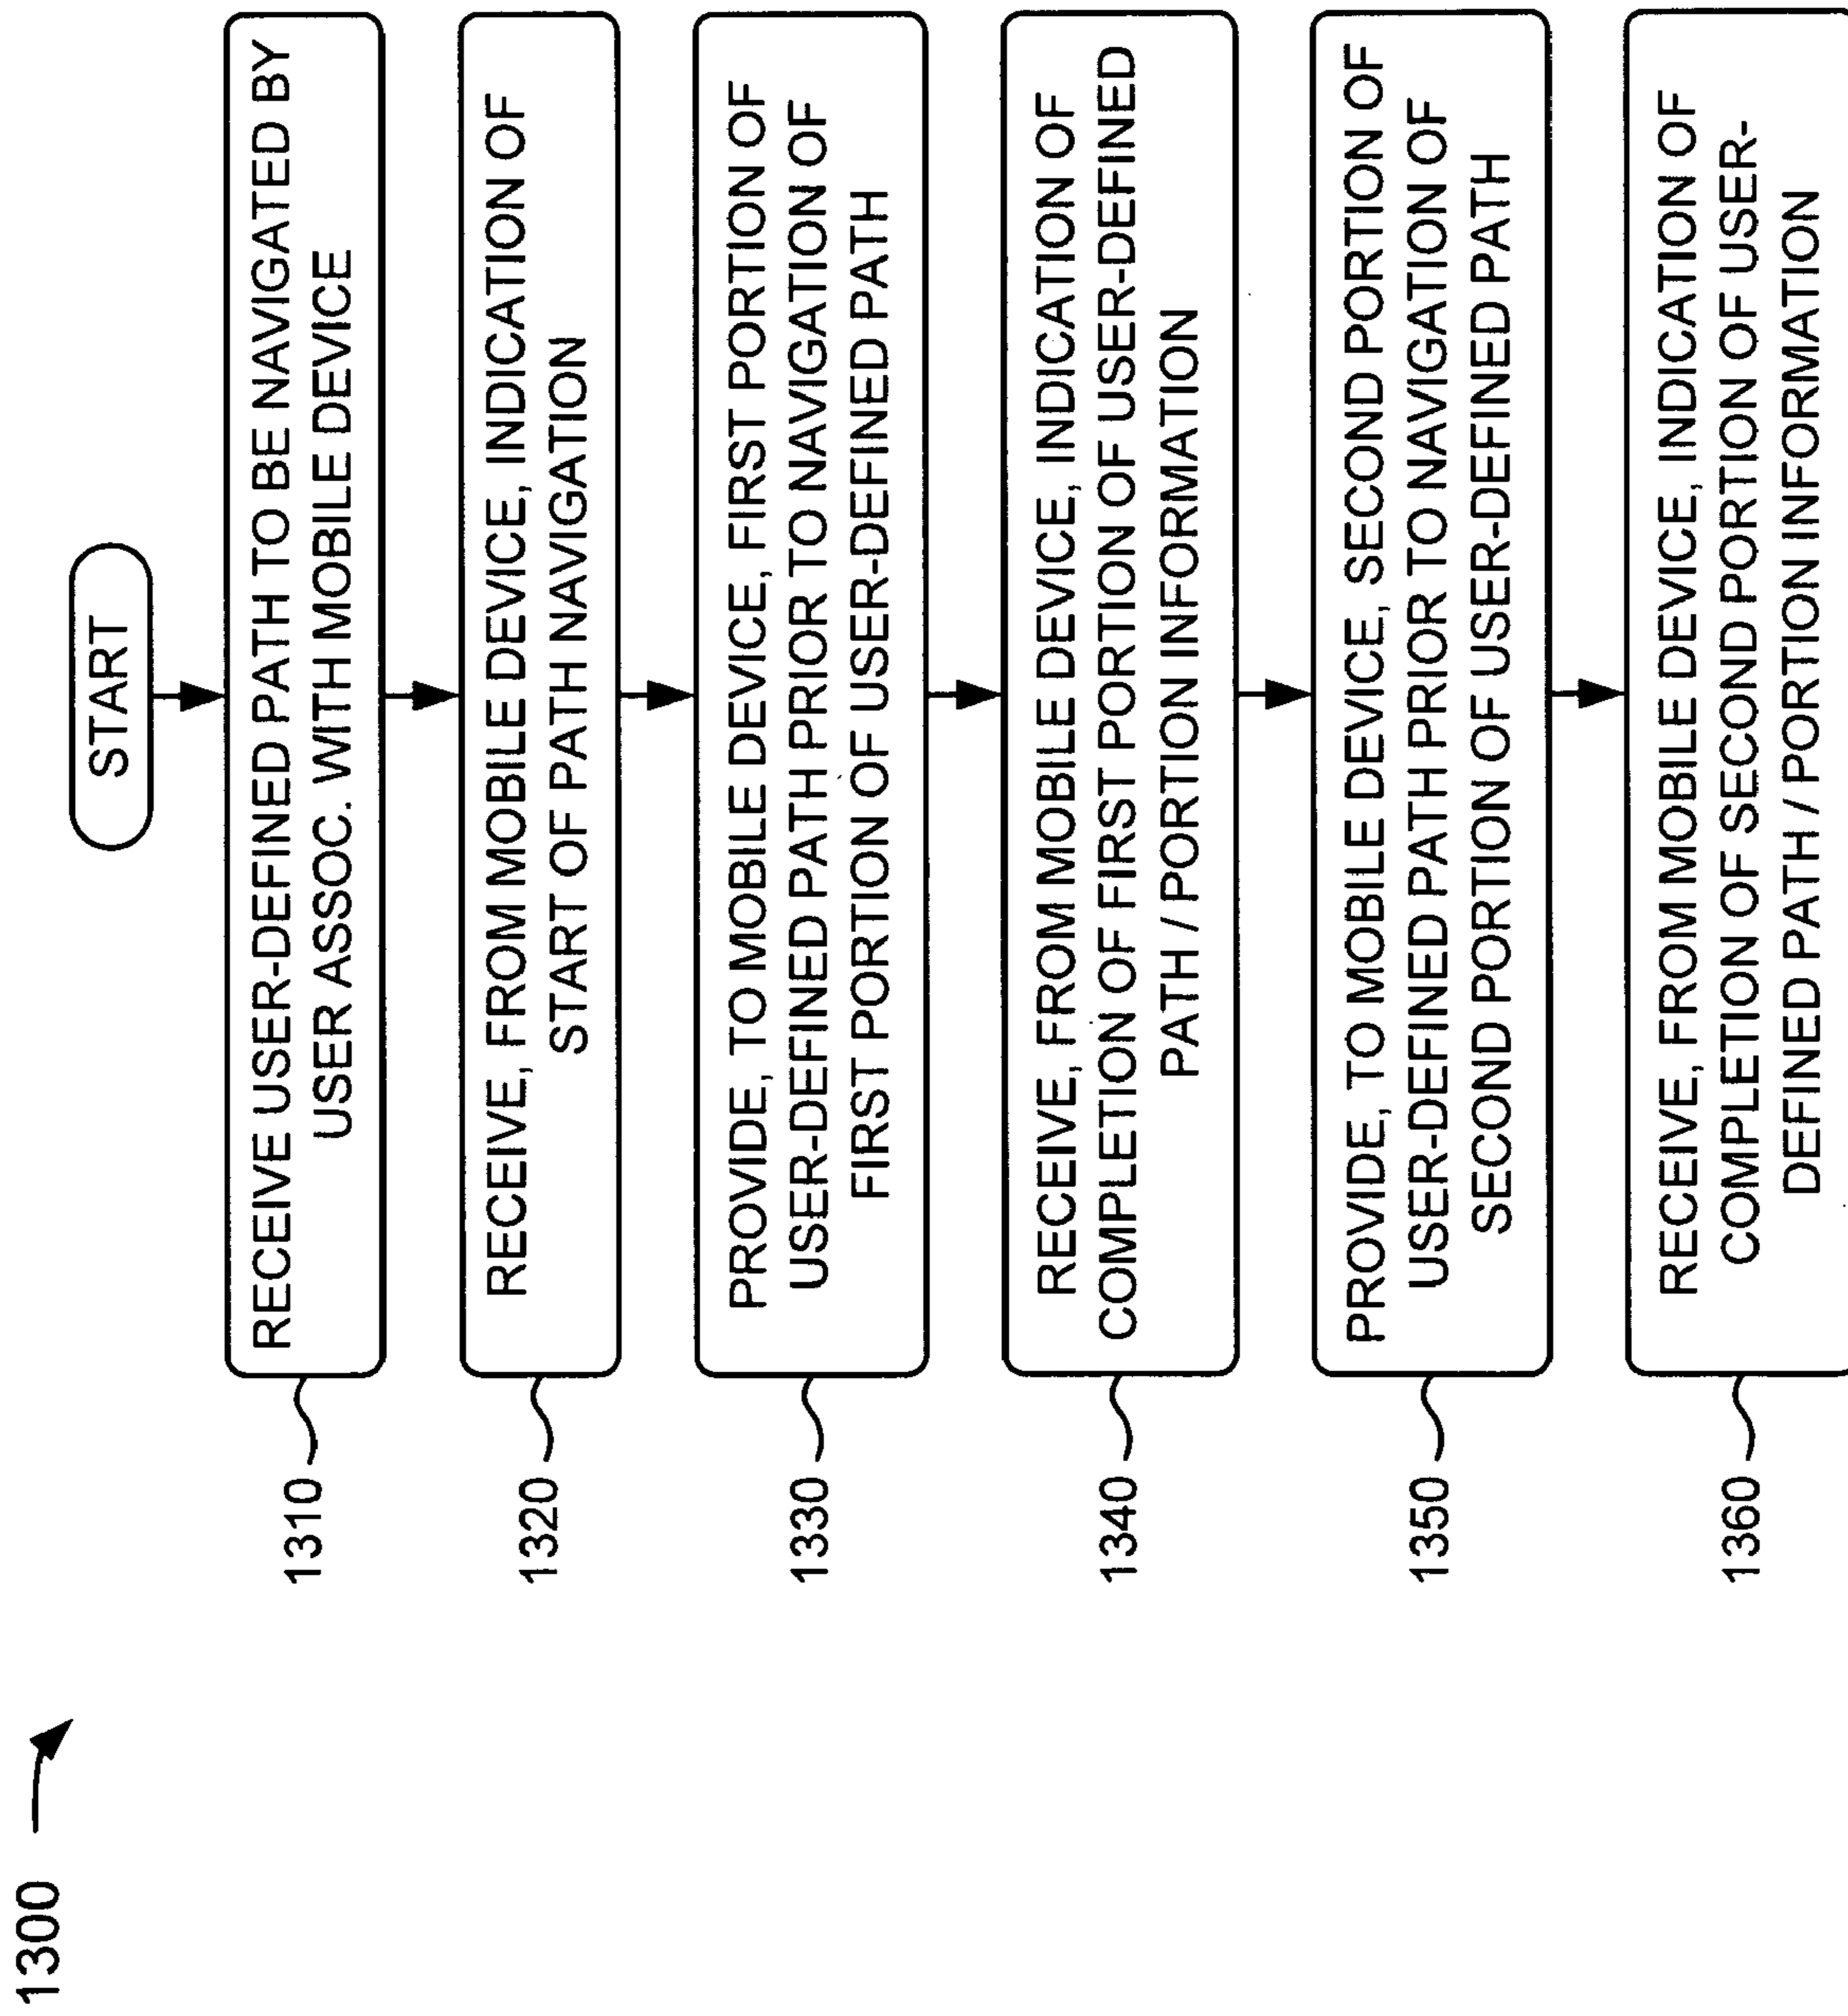 1300
START
1310
RECEIVE USER-DEFINED PATH TO BE NAVIGATED BY
USER ASSOC. WITH MOBILE DEVICE
1320
RECEIVE, FROM MOBILE DEVICE, INDICATION OF
START OF PATH NAVIGATION
1330
PROVIDE, TO MOBILE DEVICE, FIRST PORTION OF
USER-DEFINED PATH PRIOR TO NAVIGATION OF
FIRST PORTION OF USER-DEFINED PATH
1340
RECEIVE, FROM MOBILE DEVICE, INDICATION OF
COMPLETION OF FIRST PORTION OF USER-DEFINED
PATH / PORTION INFORMATION
1350
PROVIDE, TO MOBILE DEVICE, SECOND PORTION OF
USER-DEFINED PATH PRIOR TO NAVIGATION OF
SECOND PORTION OF USER-DEFINED PATH
1360
RECEIVE, FROM MOBILE DEVICE, INDICATION OF
COMPLETION OF SECOND PORTION OF USER-
DEFINED PATH / PORTION INFORMATION